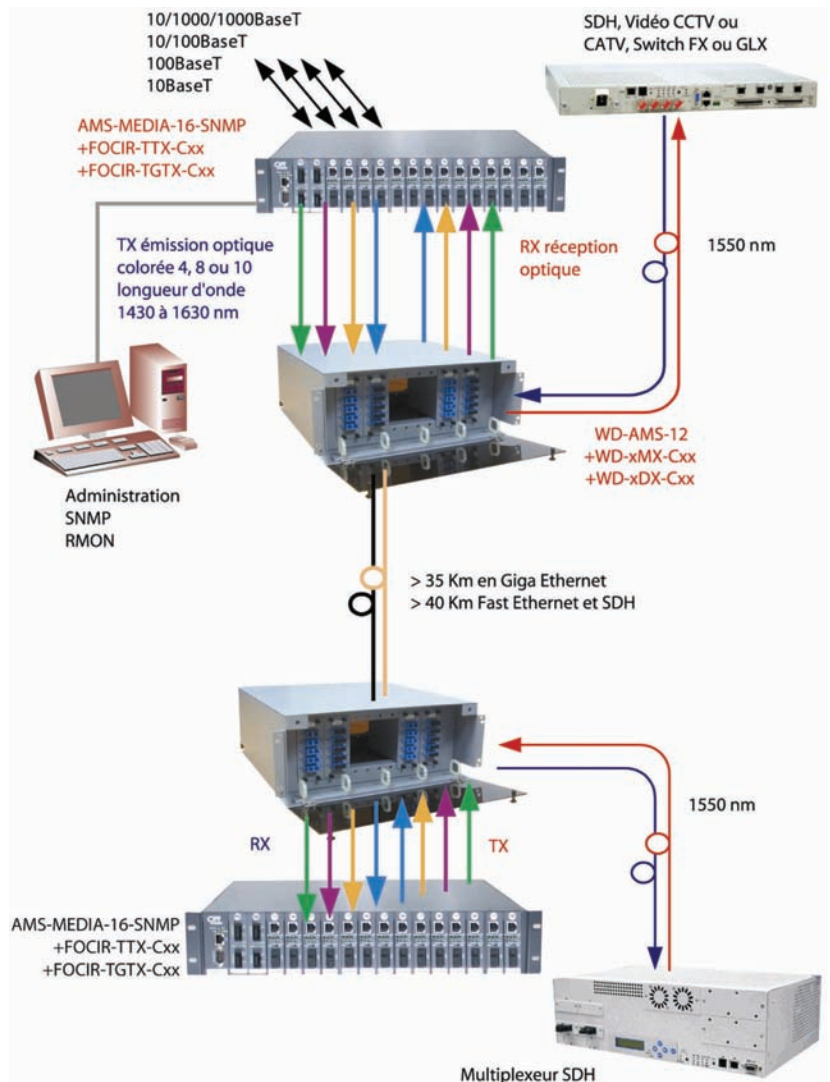 10/1000/1000BaseT
10/100BaseT
100BaseT
10BaseT
SDH, Vidéo CCTV ou
CATV, Switch FX ou GLX
AMS-MEDIA-16-SNMP
+FOCIR-TTX-Cxx
+FOCIR-TGTX-Cxx
TX émission optique
colorée 4, 8 ou 10
longueur d'onde
1430 à 1630 nm
RX réception
optique
1550 nm
WD-AMS-12
+WD-xMX-Cxx
+WD-xDX-Cxx
Administration
SNMP
RMON
> 35 Km en Giga Ethernet
> 40 Km Fast Ethernet et SDH
1550 nm
RX
TX
AMS-MEDIA-16-SNMP
+FOCIR-TTX-Cxx
+FOCIR-TGTX-Cxx
Multiplexeur SDH